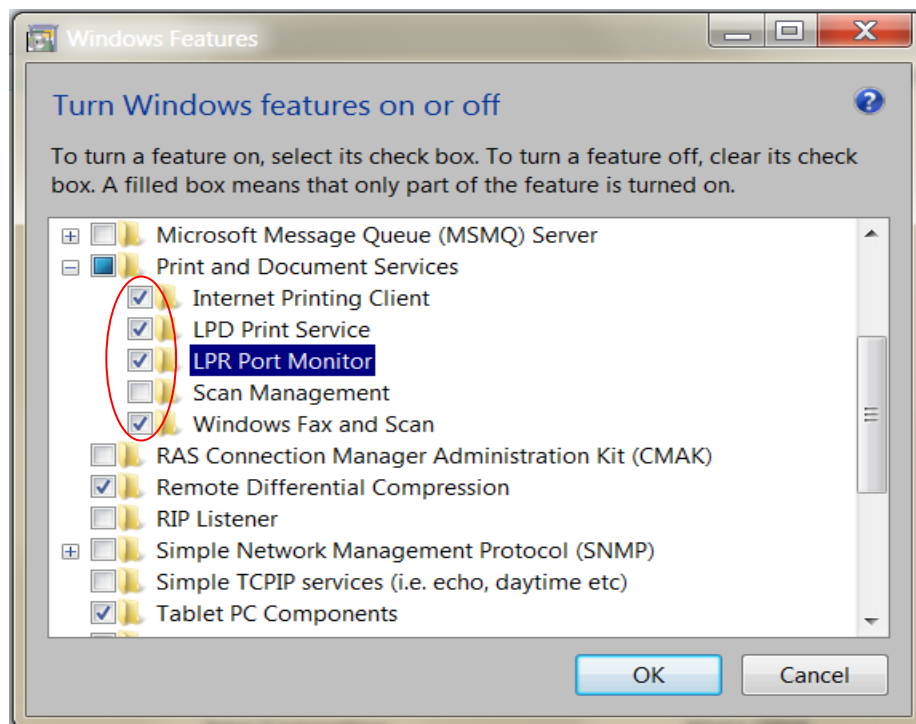 Windows Features
Turn Windows features on or off
To turn a feature on, select its check box. To turn a feature off, clear its check
box. A filled box means that only part of the feature is turned on.
Microsoft Message Queue (MSMQ) Server
Print and Document Services
Internet Printing Client
LPD Print Service
LPR Port Monitor
Scan Management
Windows Fax and Scan
RAS Connection Manager Administration Kit (CMAK)
Remote Differential Compression
RIP Listener
Simple Network Management Protocol (SNMP)
Simple TCPIP services (i.e. echo, daytime etc)
Tablet PC Components
OK Cancel